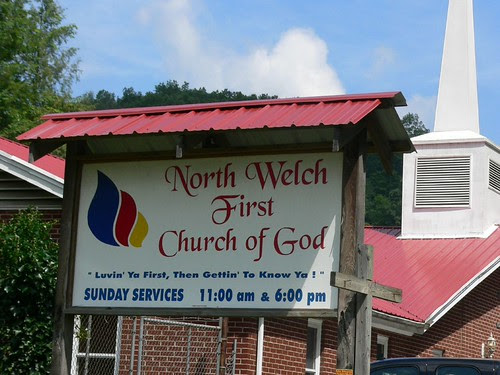 North Welch
First
Church of God
" Luvin' Ya First, Then Gettin' To Know Ya ! "
SUNDAY SERVICES 11:00 am & 6:00 pm